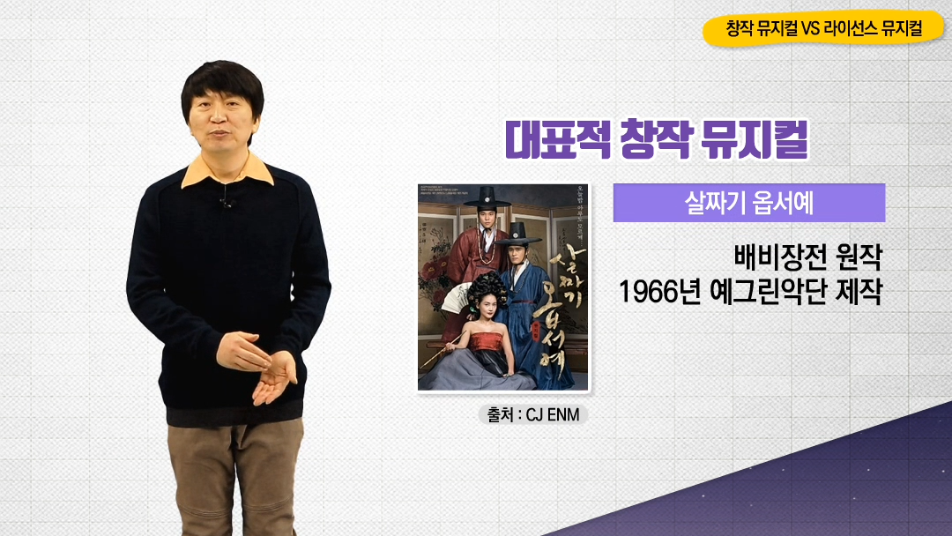 창작 뮤지컬 VS 라이선스 뮤지컬
대표적 창작 뮤지컬
살짜기 옵서예
배비장전 원작
1966년 예그린악단 제작
살짜기
옵서예
출처 : CJ ENM